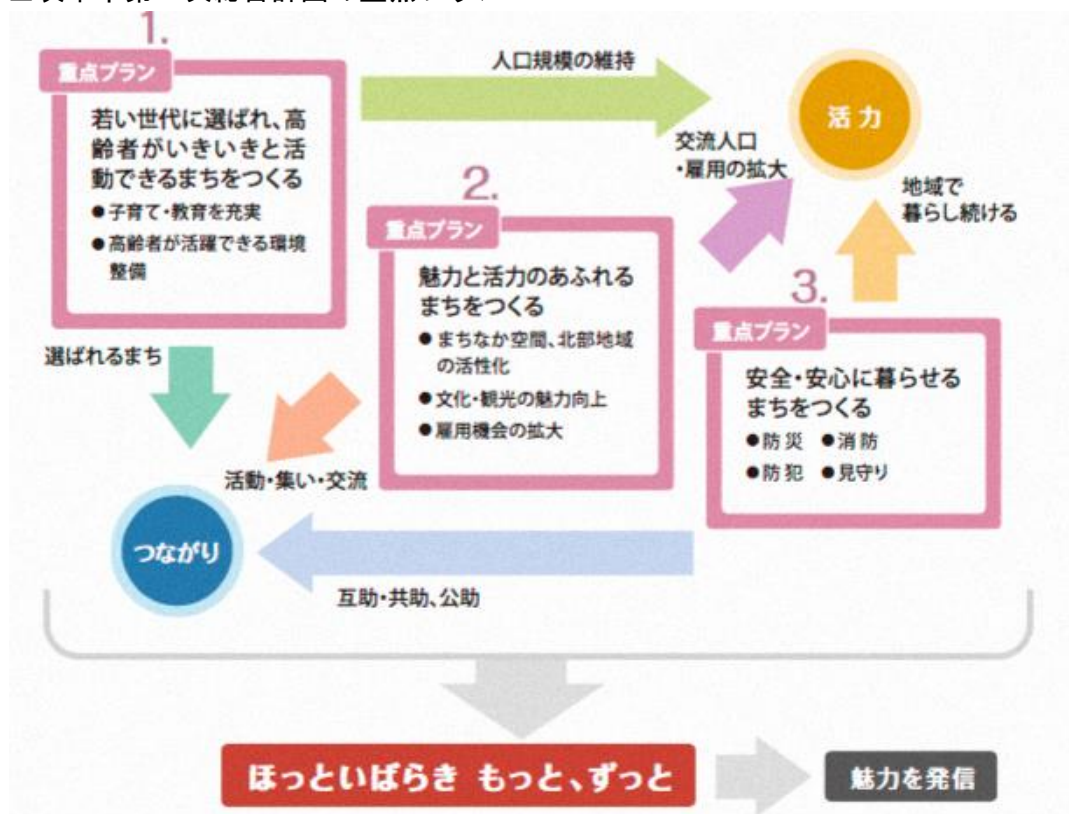 1.
重点プラン
若い世代に選ばれ、高
齢者がいきいきと活
動できるまちをつくる
●子育て・教育を充実
●高齢者が活躍できる環境
整備
人口規模の維持
活力
交流人口
・雇用の拡大
地域で
暮らし続ける
2.
重点プラン
魅力と活力のあふれる
まちをつくる
●まちなか空間、北部地域
の活性化
●文化・観光の魅力向上
●雇用機会の拡大
3.
重点プラン
安全・安心に暮らせる
まちをつくる
●防災 ●消防
●防犯 ●見守り
選ばれるまち
活動・集い・交流
つながり
互助・共助、公助
ほっといばらき もっと、ずっと
魅力を発信